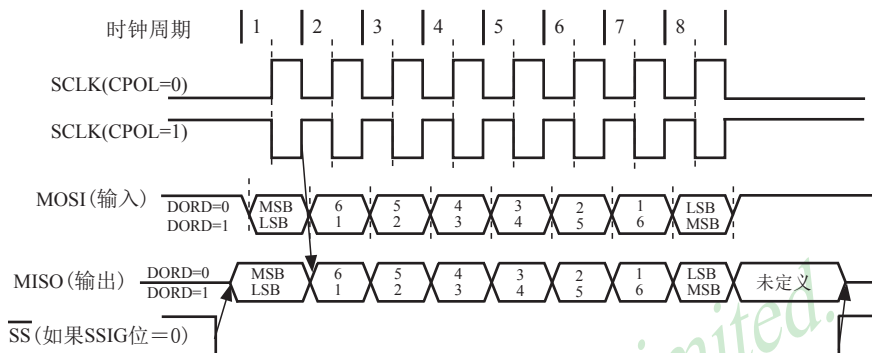 时钟周期 1 2 3 4 5 6 7 8
SCLK(CPOL=0)
SCLK(CPOL=1)
MOSI(输入) DORD=0 MSB 6 5 4 3 2 1 LSB
DORD=1 LSB 1 2 3 4 5 6 MSB
MISO(输出) DORD=0 MSB 6 5 4 3 2 1 LSB 未定义
DORD=1 LSB 1 2 3 4 5 6 MSB
SS(如果SSIG位=0)